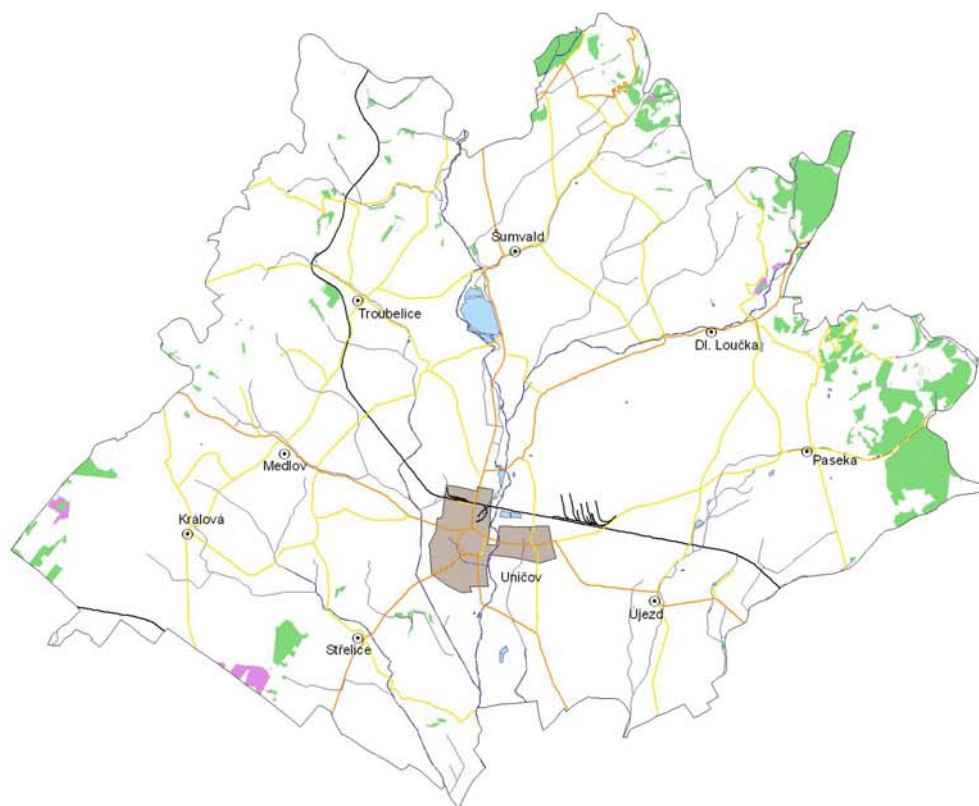 Šumvald
Troubelice
Dl. Loučka
Medlov
Paseka
Králová
Uničov
Újezd
Střelice